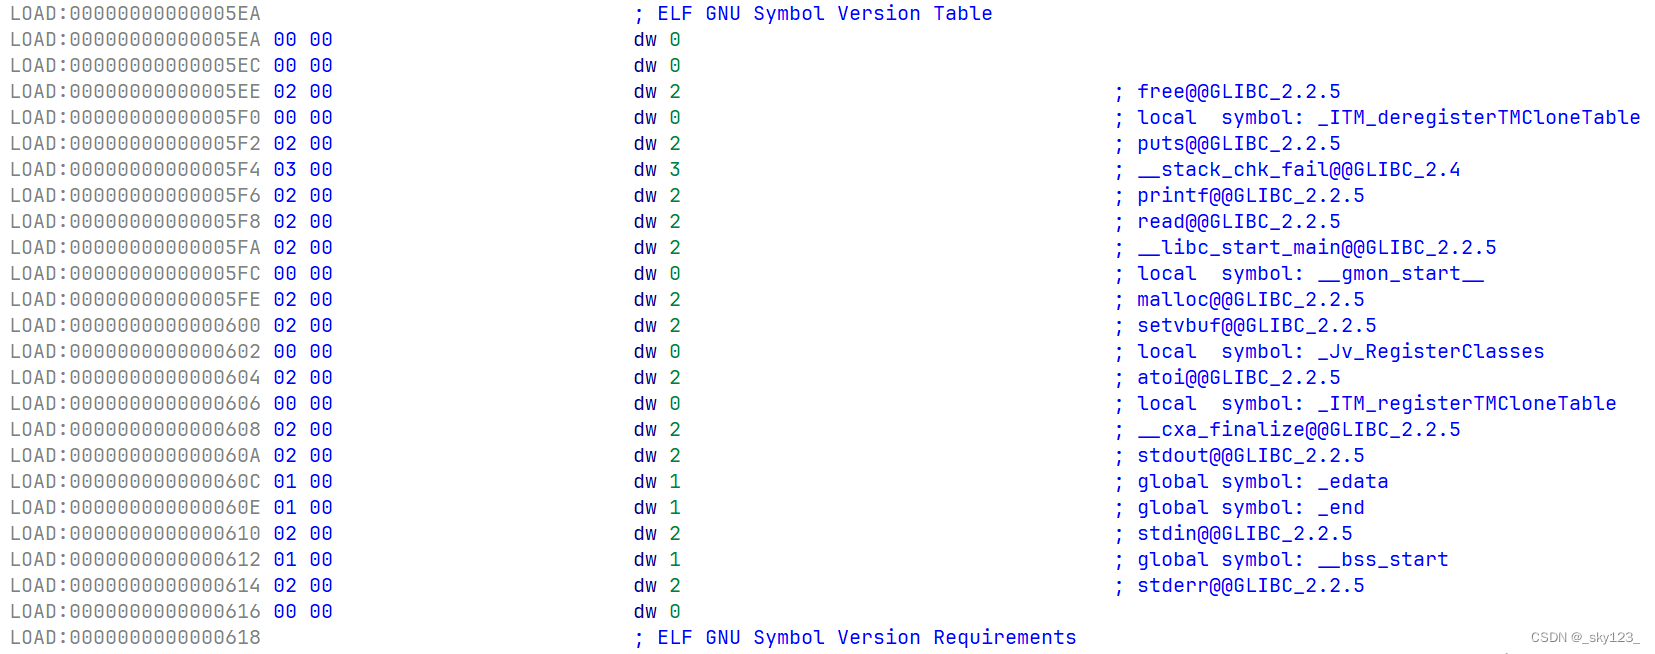 LOAD:00000000000005EA ; ELF GNU Symbol Version Table
LOAD:00000000000005EA 00 00 dw 0
LOAD:00000000000005EC 00 00 dw 0
LOAD:00000000000005EE 02 00 dw 2 ; free@@GLIBC_2.2.5
LOAD:00000000000005F0 00 00 dw 0 ; local  symbol: _ITM_deregisterTMCloneTable
LOAD:00000000000005F2 02 00 dw 2 ; puts@@GLIBC_2.2.5
LOAD:00000000000005F4 03 00 dw 3 ; __stack_chk_fail@@GLIBC_2.4
LOAD:00000000000005F6 02 00 dw 2 ; printf@@GLIBC_2.2.5
LOAD:00000000000005F8 02 00 dw 2 ; read@@GLIBC_2.2.5
LOAD:00000000000005FA 02 00 dw 2 ; __libc_start_main@@GLIBC_2.2.5
LOAD:00000000000005FC 00 00 dw 0 ; local  symbol: __gmon_start__
LOAD:00000000000005FE 02 00 dw 2 ; malloc@@GLIBC_2.2.5
LOAD:0000000000000600 02 00 dw 2 ; setvbuf@@GLIBC_2.2.5
LOAD:0000000000000602 00 00 dw 0 ; local  symbol: _Jv_RegisterClasses
LOAD:0000000000000604 02 00 dw 2 ; atoi@@GLIBC_2.2.5
LOAD:0000000000000606 00 00 dw 0 ; local  symbol: _ITM_registerTMCloneTable
LOAD:0000000000000608 02 00 dw 2 ; __cxa_finalize@@GLIBC_2.2.5
LOAD:000000000000060A 02 00 dw 2 ; stdout@@GLIBC_2.2.5
LOAD:000000000000060C 01 00 dw 1 ; global symbol: _edata
LOAD:000000000000060E 01 00 dw 1 ; global symbol: _end
LOAD:0000000000000610 02 00 dw 2 ; stdin@@GLIBC_2.2.5
LOAD:0000000000000612 01 00 dw 1 ; global symbol: __bss_start
LOAD:0000000000000614 02 00 dw 2 ; stderr@@GLIBC_2.2.5
LOAD:0000000000000616 00 00 dw 0
LOAD:0000000000000618 ; ELF GNU Symbol Version Requirements
CSDN @_sky123_